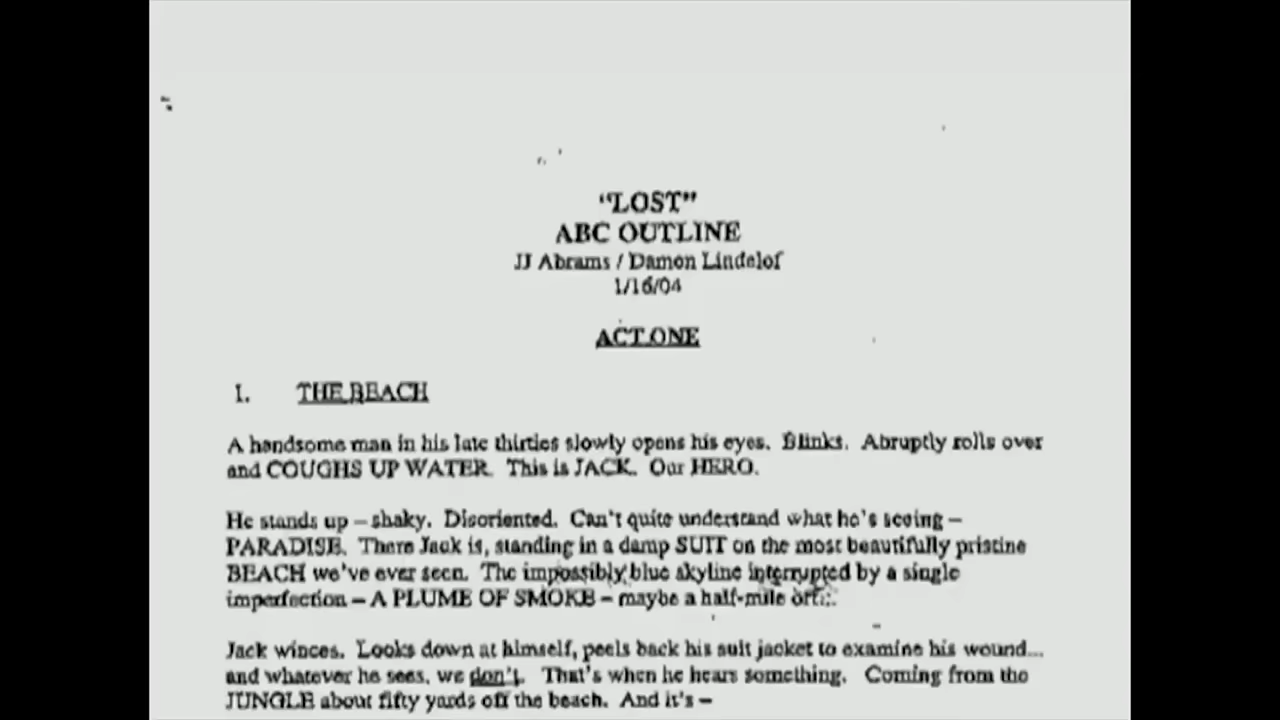 "LOST"
ABC OUTLINE
JJ Abrams / Damon Lindelof
1/16/04
ACT ONE
1. THE BEACH
A handsome man in his late thirties slowly opens his eyes. Blinks. Abruptly rolls over
and COUGHS UP WATER. This is JACK. Our HERO.
He stands up – shaky. Disoriented. Can't quite understand what he's seeing –
PARADISE. There Jack is, standing in a damp SUIT on the most beautifully pristine
BEACH we've ever seen. The impossibly blue skyline interrupted by a single
imperfection – A PLUME OF SMOKE – maybe a half-mile off...
Jack winces. Looks down at himself, peels back his suit jacket to examine his wound...
and whatever he sees, we don't. That's when he hears something. Coming from the
JUNGLE about fifty yards off the beach. And it's –